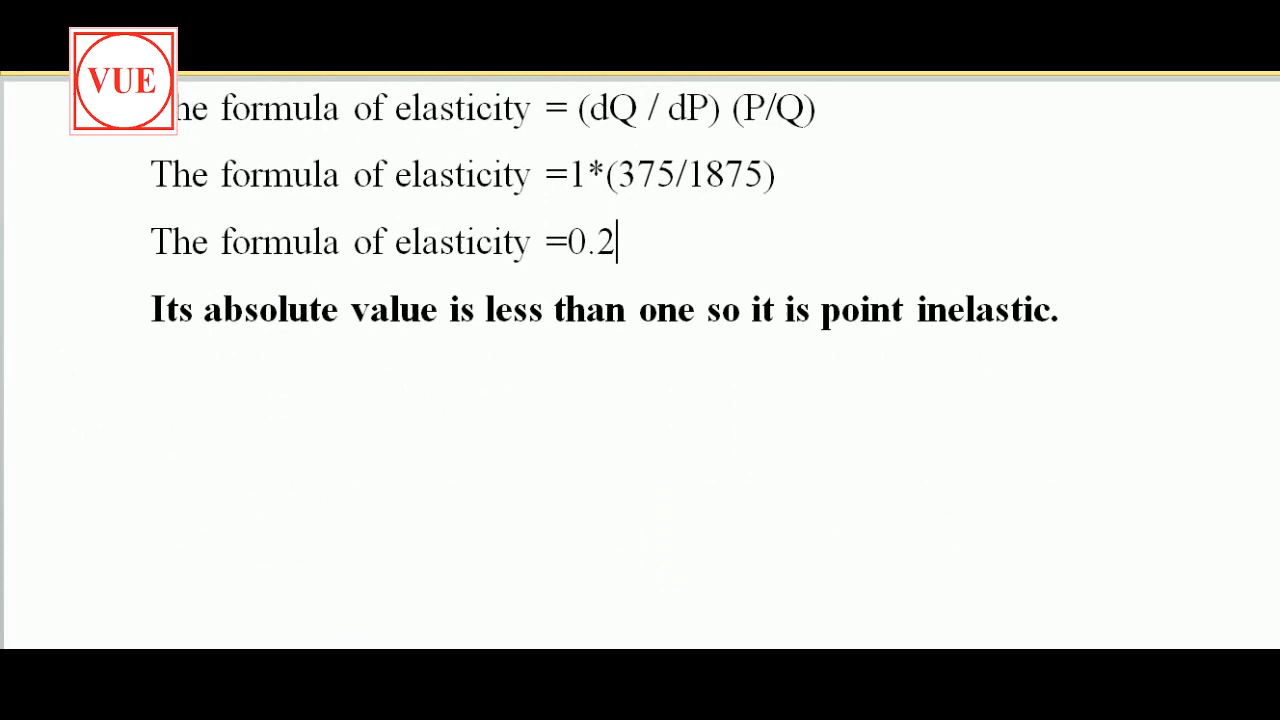 VUE
he formula of elasticity = (dQ / dP) (P/Q)
The formula of elasticity =1*(375/1875)
The formula of elasticity =0.2
Its absolute value is less than one so it is point inelastic.